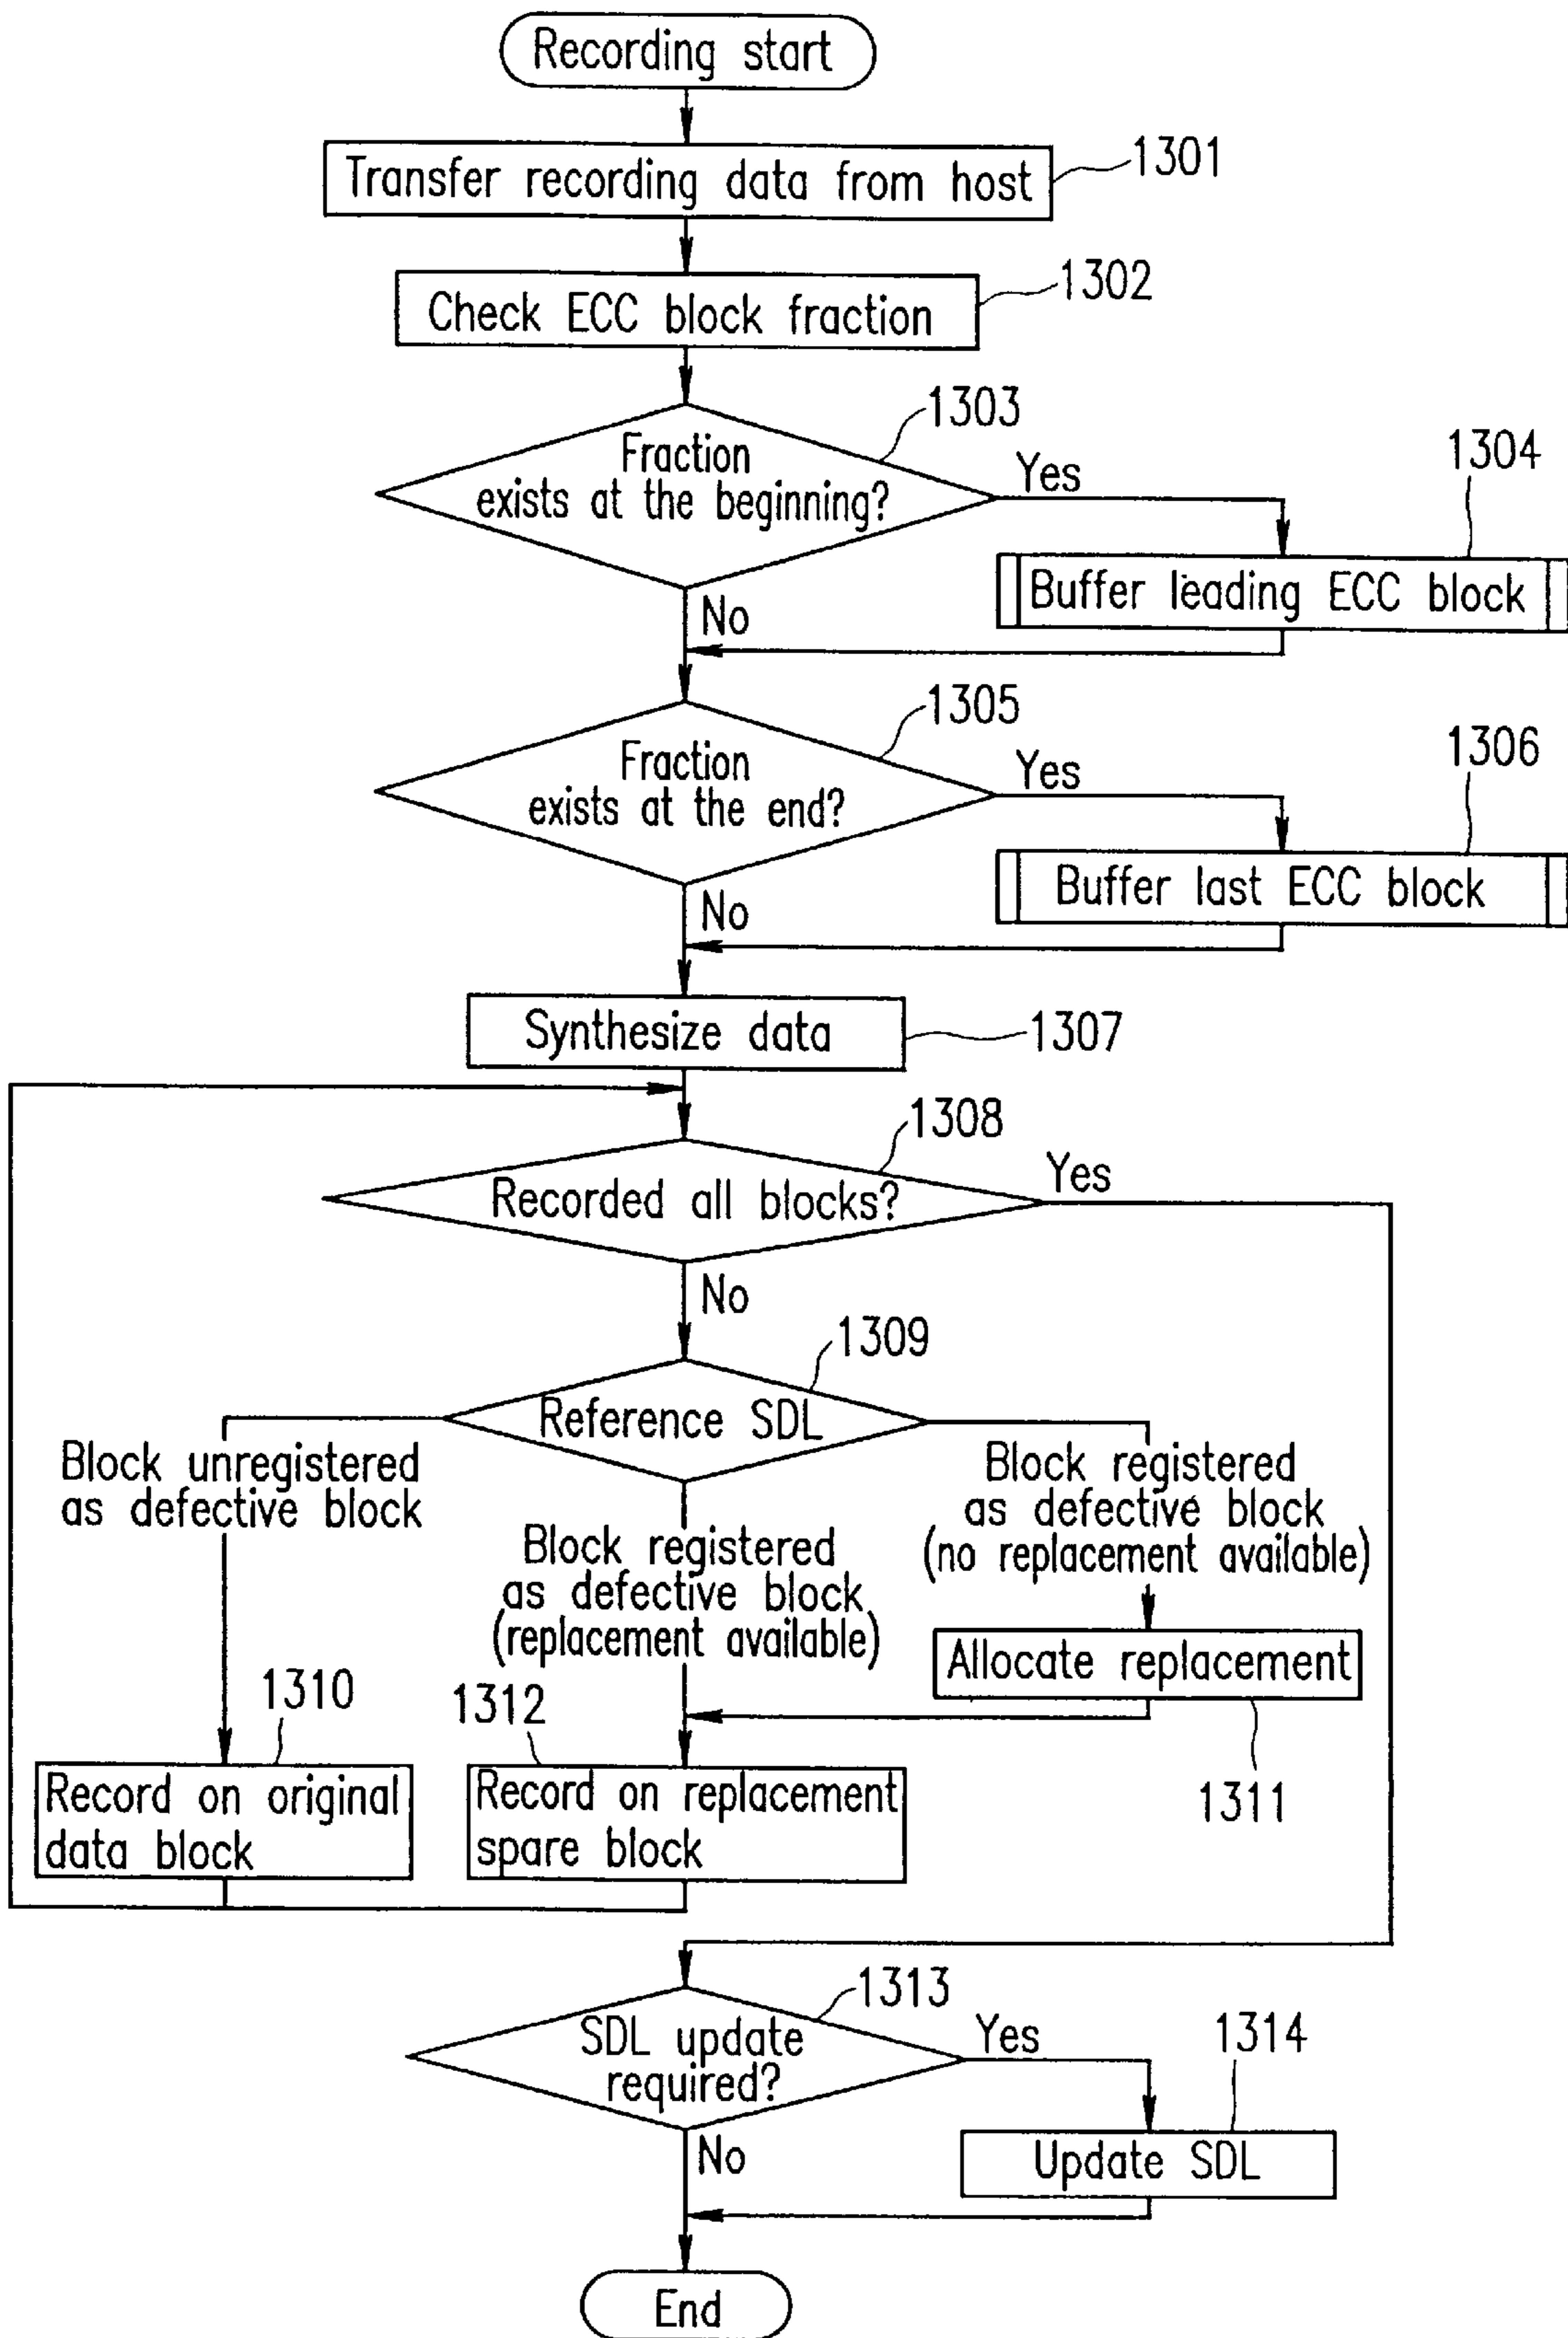 Recording start
1301
Transfer recording data from host
1302
Check ECC block fraction
1303
Fraction
exists at the beginning?
Yes
1304
Buffer leading ECC block
No
1305
Fraction
exists at the end?
Yes
1306
Buffer last ECC block
No
Synthesize data
1307
1308
Recorded all blocks?
Yes
No
1309
Reference SDL
Block unregistered
as defective block
Block registered
as defective block
(replacement available)
Block registered
as defective block
(no replacement available)
Allocate replacement
1311
1310
Record on original
data block
1312
Record on replacement
spare block
1313
SDL update
required?
Yes
1314
Update SDL
No
End